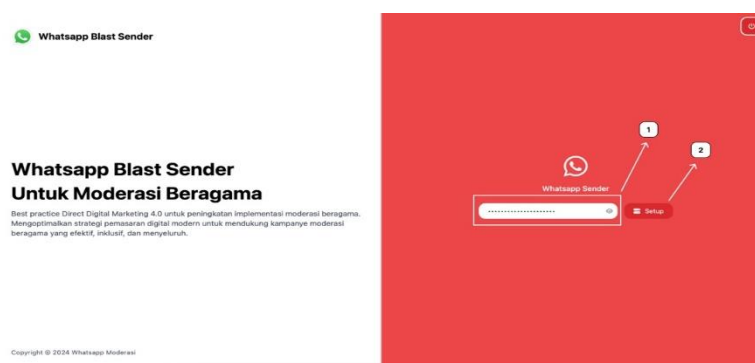 Whatsapp Blast Sender
Whatsapp Blast Sender
Untuk Moderasi Beragama
Best practice Direct Digital Marketing 4.0 untuk peningkatan implementasi moderasi beragama.
Mengoptimalkan strategi pemasaran digital modern untuk mendukung kampanye moderasi
beragama yang efektif, inklusif, dan menyeluruh.
Copyright © 2024 Whatsapp Moderasi
1
2
Whatsapp Sender
Setup